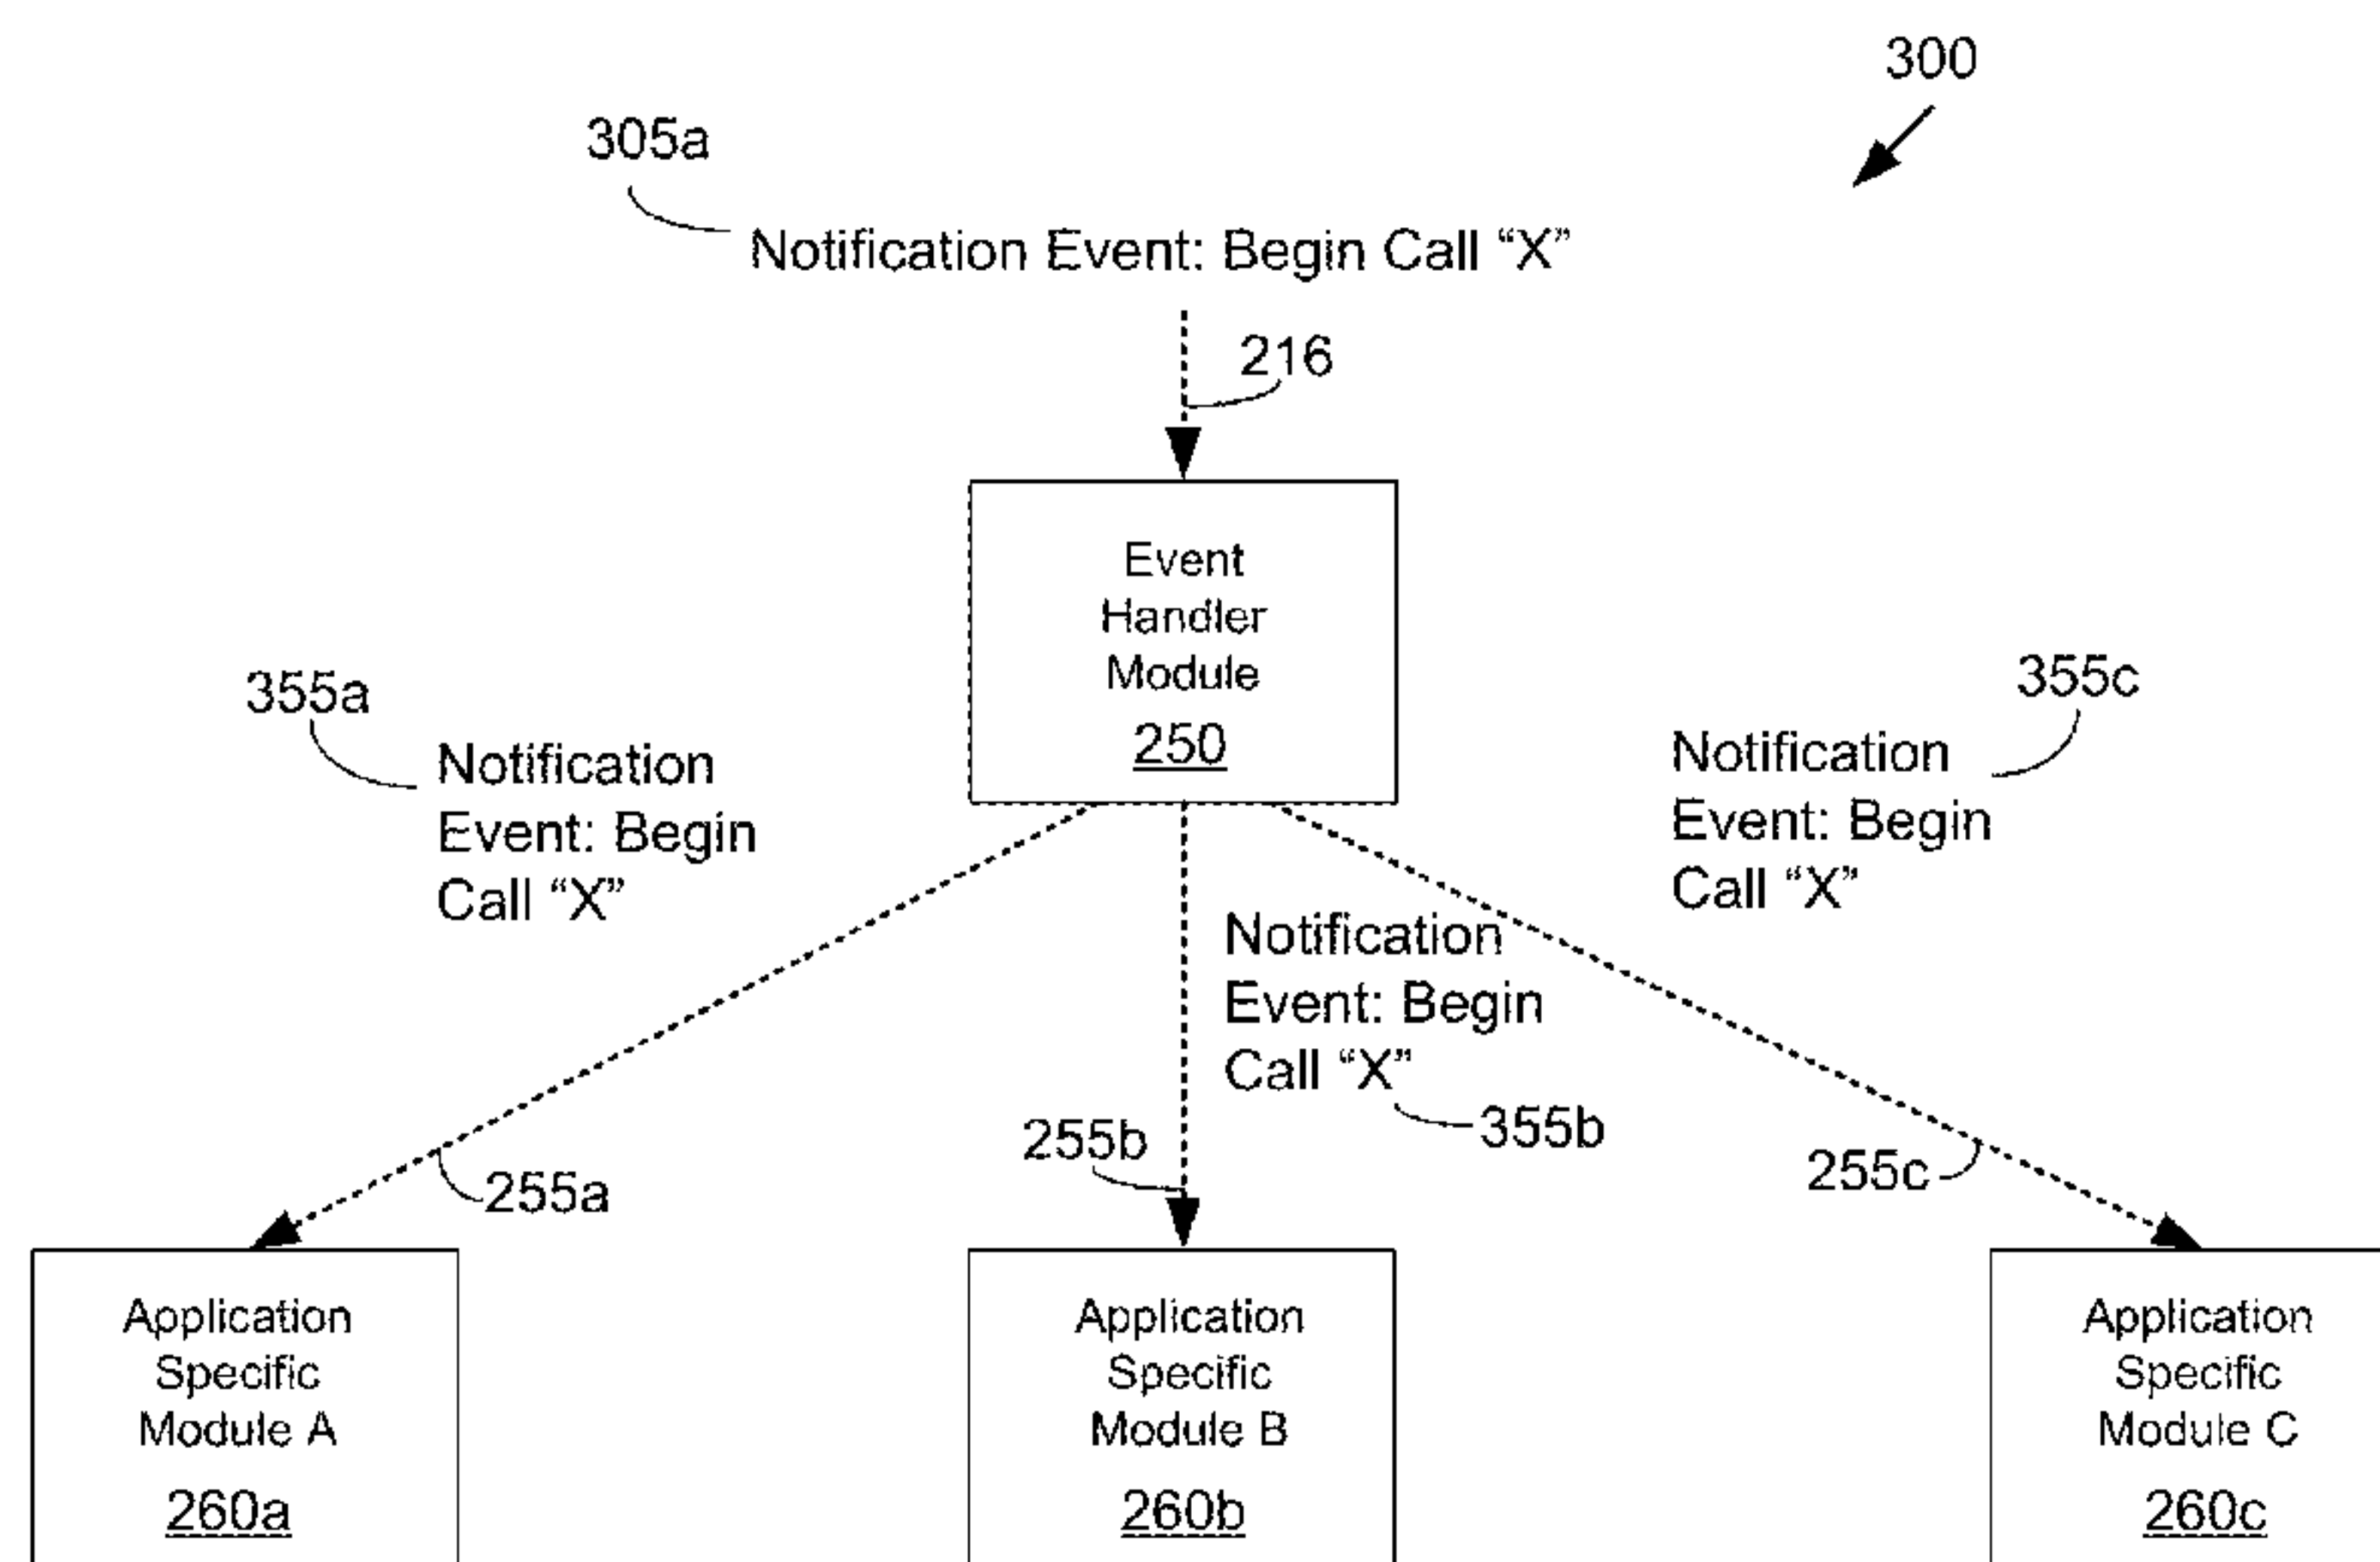 300
305a
Notification Event: Begin Call “X”
216
Event
Handler
Module
250
355a
Notification
Event: Begin
Call “X”
355c
Notification
Event: Begin
Call “X”
Notification
Event: Begin
Call “X”
355b
255a
255b
255c
Application
Specific
Module A
260a
Application
Specific
Module B
260b
Application
Specific
Module C
260c